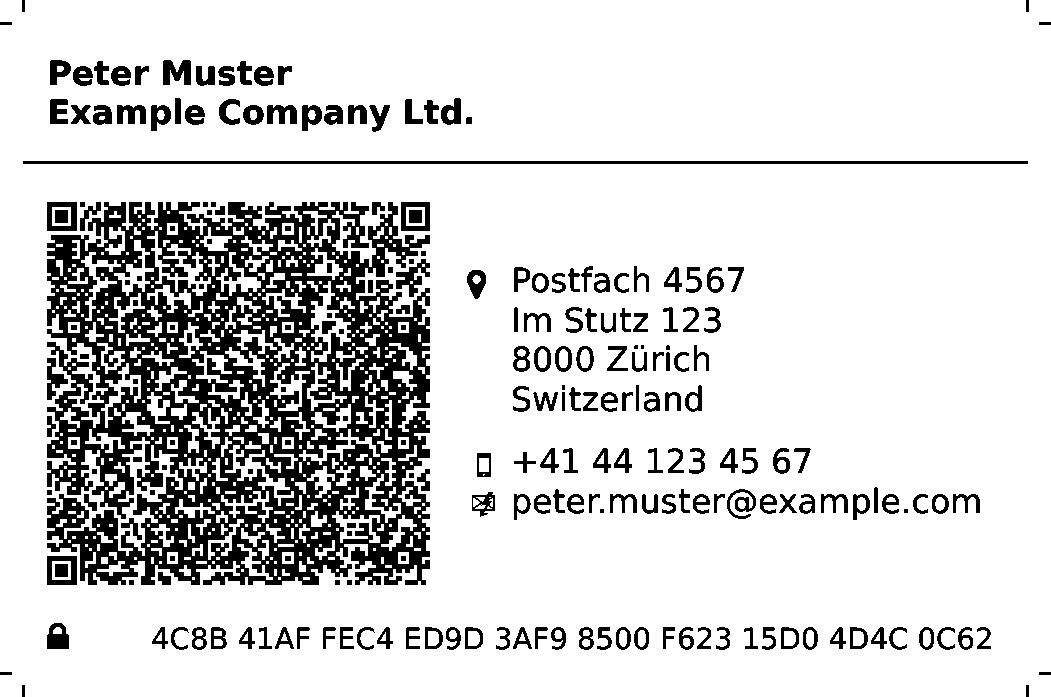 Peter Muster
Example Company Ltd.
Postfach 4567
Im Stutz 123
8000 Zürich
Switzerland
+41 44 123 45 67
peter.muster@example.com
4C8B 41AF FEC4 ED9D 3AF9 8500 F623 15D0 4D4C 0C62